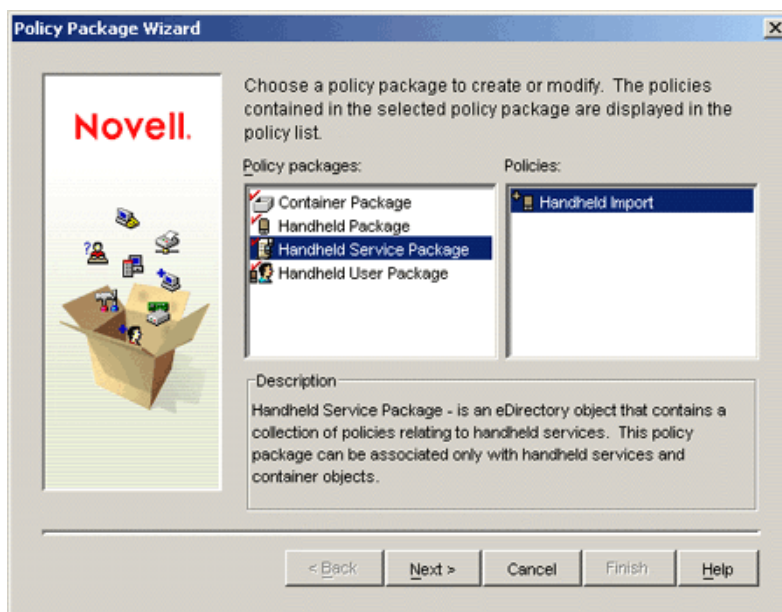 Policy Package Wizard
Novell.
Choose a policy package to create or modify. The policies
contained in the selected policy package are displayed in the
policy list.
Policy packages:
Container Package
Handheld Package
Handheld Service Package
Handheld User Package
Policies:
Handheld Import
Description
Handheld Service Package - is an eDirectory object that contains a
collection of policies relating to handheld services. This policy
package can be associated only with handheld services and
container objects.
< Back
Next >
Cancel
Finish
Help